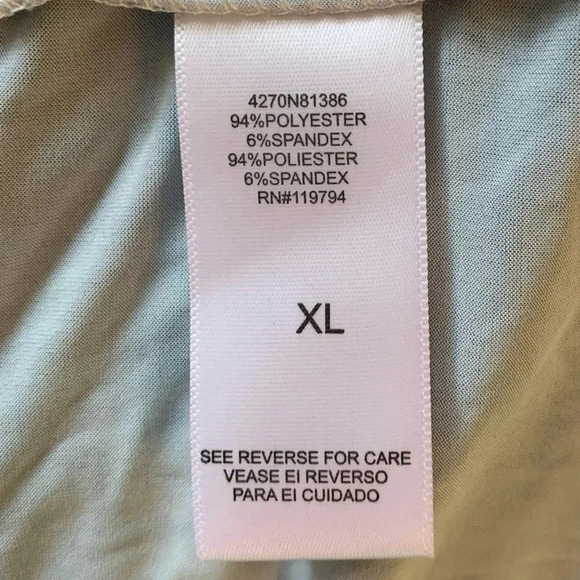 4270N81386
94%POLYESTER
6%SPANDEX
94%POLIESTER
6%SPANDEX
RN#119794
XL
SEE REVERSE FOR CARE
VEASE EI REVERSO
PARA EI CUIDADO